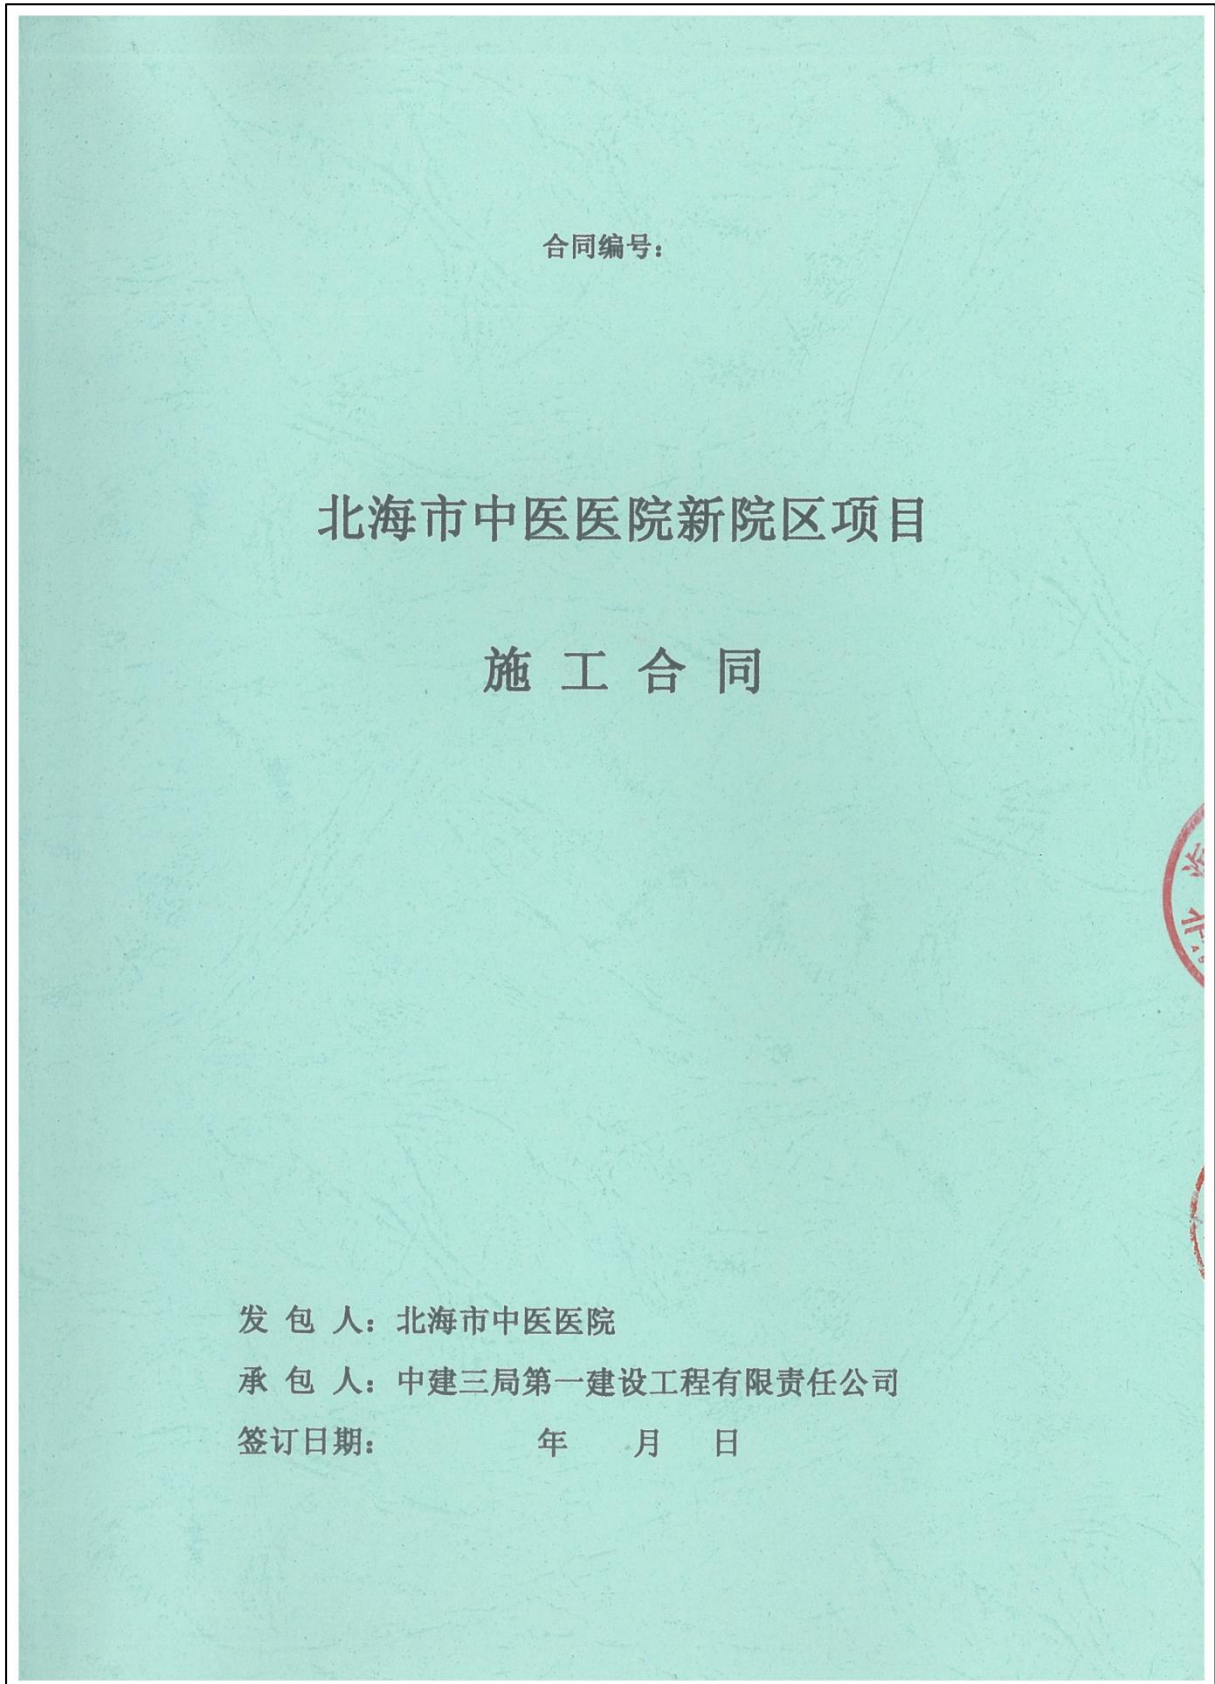 合同编号：
北海市中医医院新院区项目
施工合同
发包人：北海市中医医院
承包人：中建三局第一建设工程有限责任公司
签订日期：　　　年　　月　　日
北海